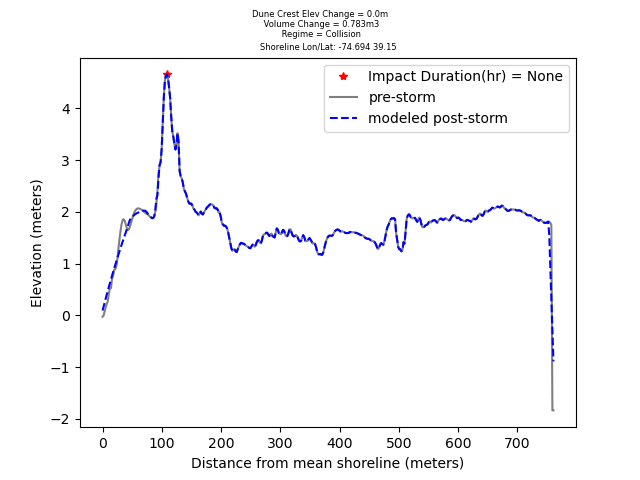 Dune Crest Elev Change = 0.0m
Volume Change = 0.783m3
Regime = Collision
Shoreline Lon/Lat: -74.694 39.15
Impact Duration(hr) = None
pre-storm
modeled post-storm
4
3
2
1
0
−1
−2
Elevation (meters)
0 100 200 300 400 500 600 700
Distance from mean shoreline (meters)